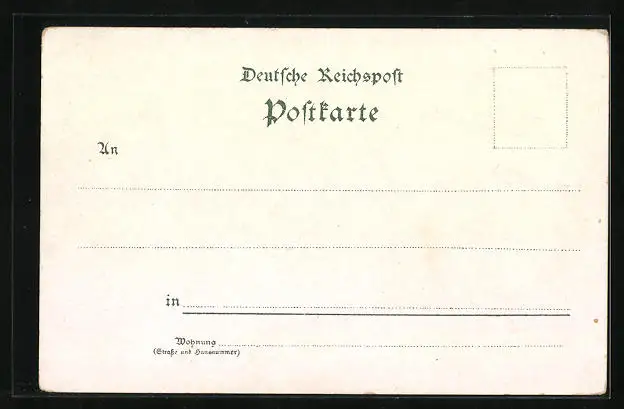 Deutſche Reichspoſt
Poſtkarte
An
in
Wohnung
(Straße und Hausnummer)